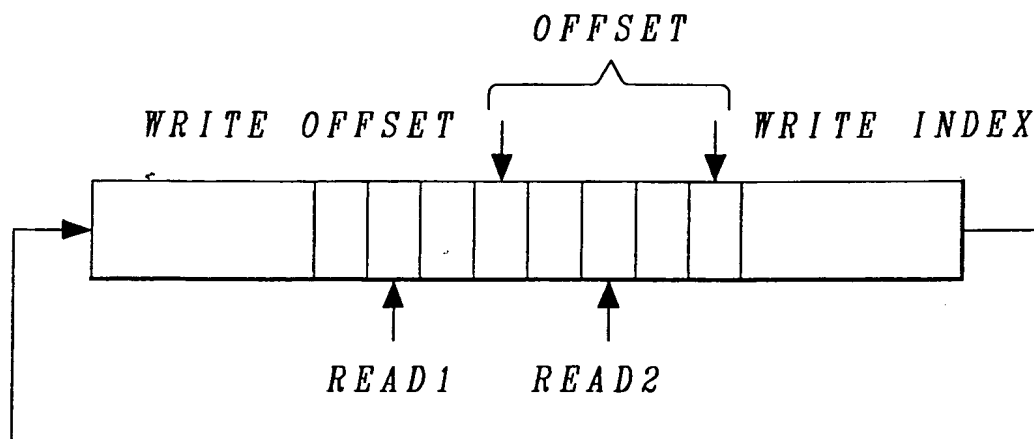 OFFSET
WRITE OFFSET
WRITE INDEX
READ1
READ2